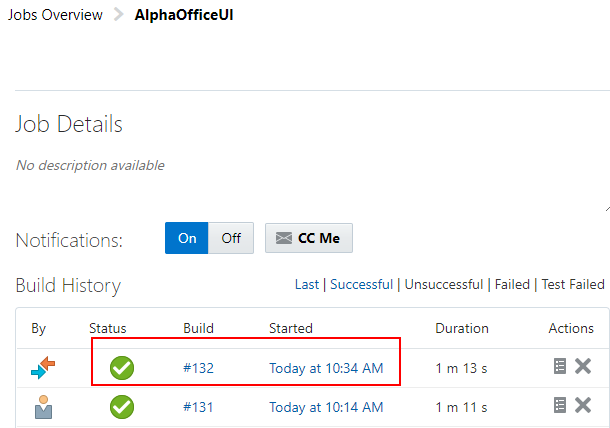 Jobs Overview AlphaOfficeUI
Job Details
No description available
Notifications: On Off CC Me
Build History Last | Successful | Unsuccessful | Failed | Test Failed
By Status Build Started Duration Actions
#132 Today at 10:34 AM 1 m 13 s
#131 Today at 10:14 AM 1 m 11 s